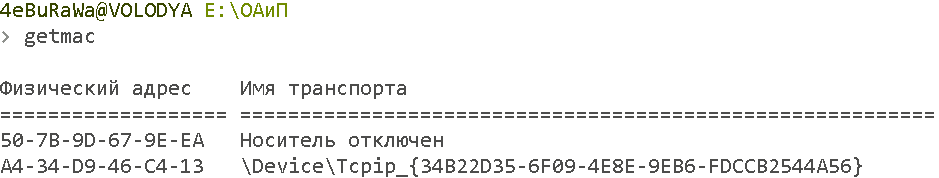 4eBuRaWa@VOLODYA E:\ОАиП
> getmac
Физический адрес    Имя транспорта
=================== ==========================================================
50-7B-9D-67-9E-EA   Носитель отключен
A4-34-D9-46-C4-13   \Device\Tcpip_{34B22D35-6F09-4E8E-9EB6-FDCCB2544A56}